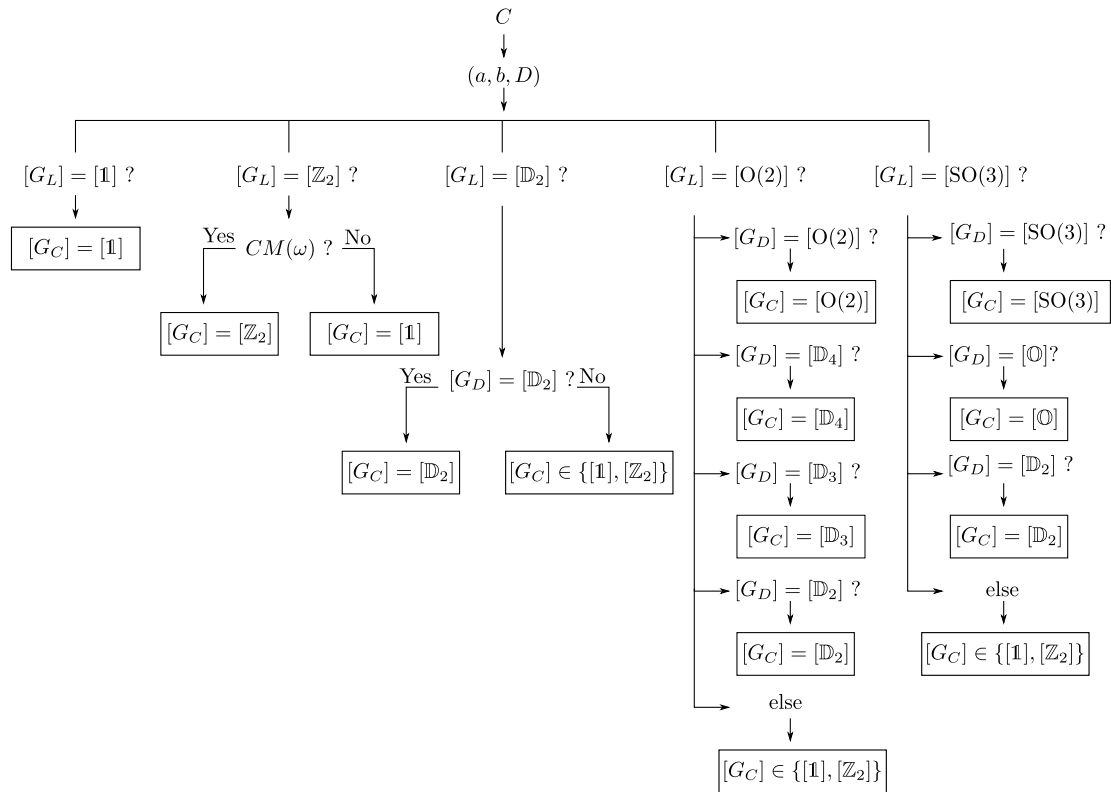 C
(a, b, D)
[G_L] = [𝟙] ?
[G_L] = [ℤ₂] ?
[G_L] = [𝔻₂] ?
[G_L] = [O(2)] ?
[G_L] = [SO(3)] ?
[G_C] = [𝟙]
Yes
CM(ω) ?
No
[G_C] = [ℤ₂]
[G_C] = [𝟙]
Yes
[G_D] = [𝔻₂] ?
No
[G_C] = [𝔻₂]
[G_C] ∈ {[𝟙], [ℤ₂]}
[G_D] = [O(2)] ?
[G_C] = [O(2)]
[G_D] = [𝔻₄] ?
[G_C] = [𝔻₄]
[G_D] = [𝔻₃] ?
[G_C] = [𝔻₃]
[G_D] = [𝔻₂] ?
[G_C] = [𝔻₂]
else
[G_C] ∈ {[𝟙], [ℤ₂]}
[G_D] = [SO(3)] ?
[G_C] = [SO(3)]
[G_D] = [𝕆]?
[G_C] = [𝕆]
[G_D] = [𝔻₂] ?
[G_C] = [𝔻₂]
else
[G_C] ∈ {[𝟙], [ℤ₂]}